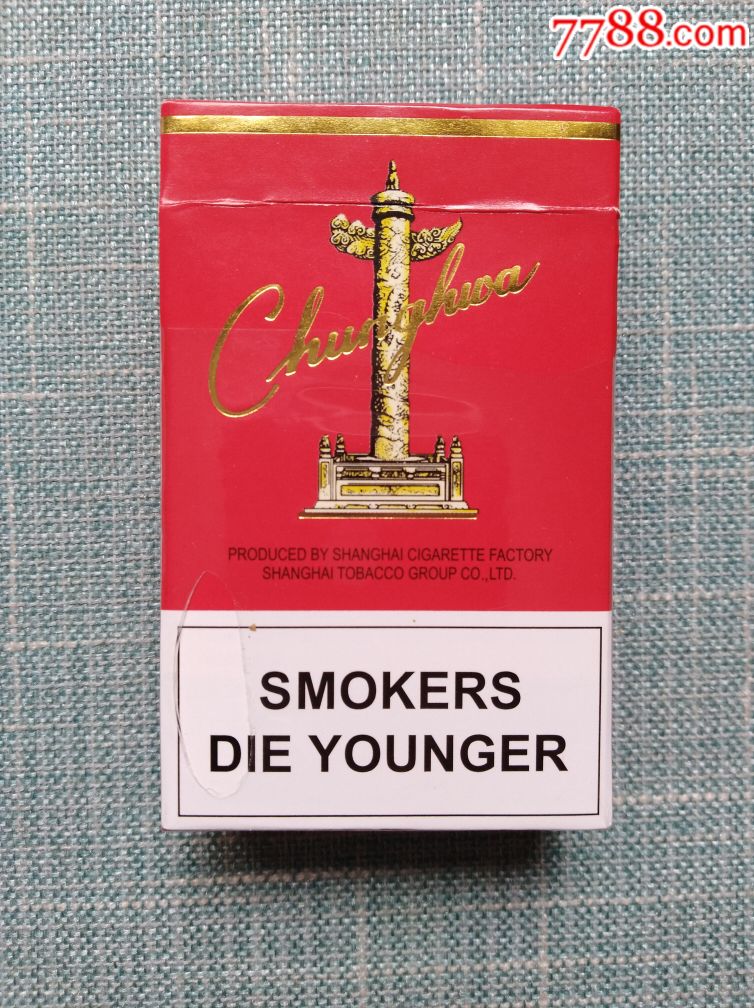 7788.com
Chunghwa
PRODUCED BY SHANGHAI CIGARETTE FACTORY
SHANGHAI TOBACCO GROUP CO.,LTD.
SMOKERS
DIE YOUNGER